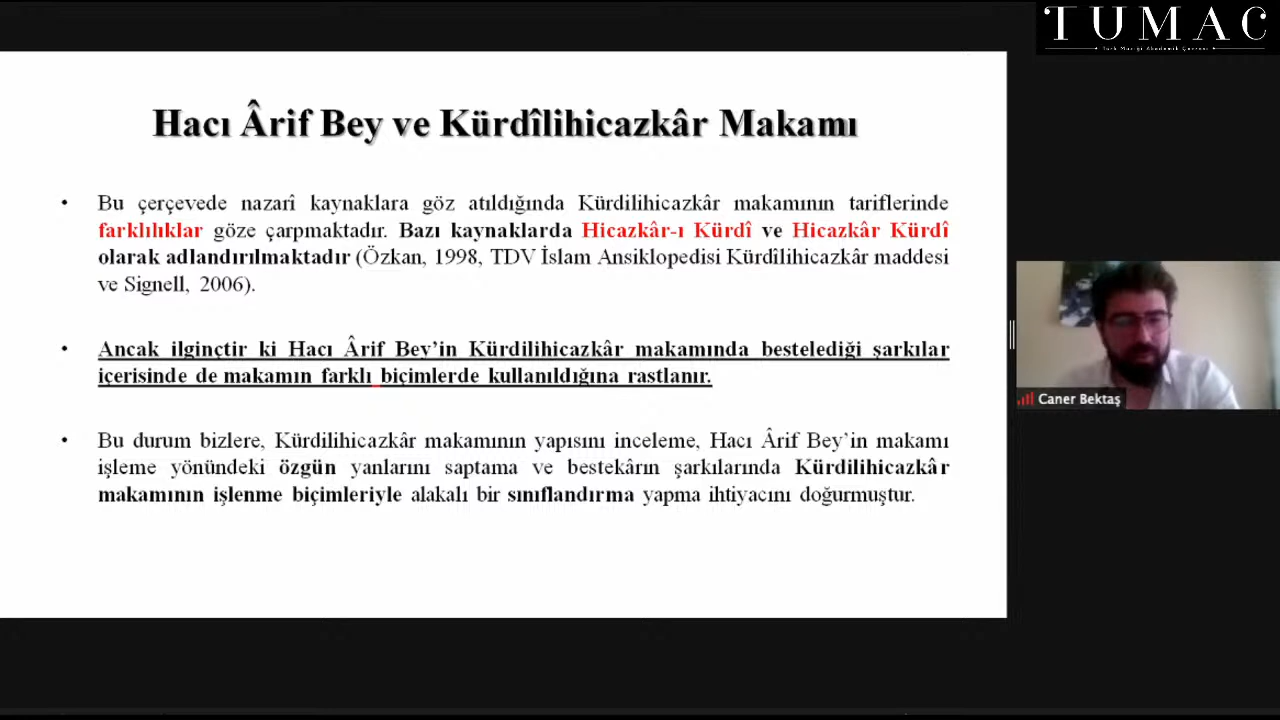 TUMAC
Türk Müziği Akademik Çevresi
Hacı Ârif Bey ve Kürdîlihicazkâr Makamı
• Bu çerçevede nazarî kaynaklara göz atıldığında Kürdilihicazkâr makamının tariflerinde
farklılıklar göze çarpmaktadır. Bazı kaynaklarda Hicazkâr-ı Kürdî ve Hicazkâr Kürdî
olarak adlandırılmaktadır (Özkan, 1998, TDV İslam Ansiklopedisi Kürdîlihicazkâr maddesi
ve Signell, 2006).
• Ancak ilginçtir ki Hacı Ârif Bey’in Kürdilihicazkâr makamında bestelediği şarkılar
içerisinde de makamın farklı biçimlerde kullanıldığına rastlanır.
• Bu durum bizlere, Kürdilihicazkâr makamının yapısını inceleme, Hacı Ârif Bey’in makamı
işleme yönündeki özgün yanlarını saptama ve bestekârın şarkılarında Kürdilihicazkâr
makamının işlenme biçimleriyle alakalı bir sınıflandırma yapma ihtiyacını doğurmuştur.
Caner Bektaş